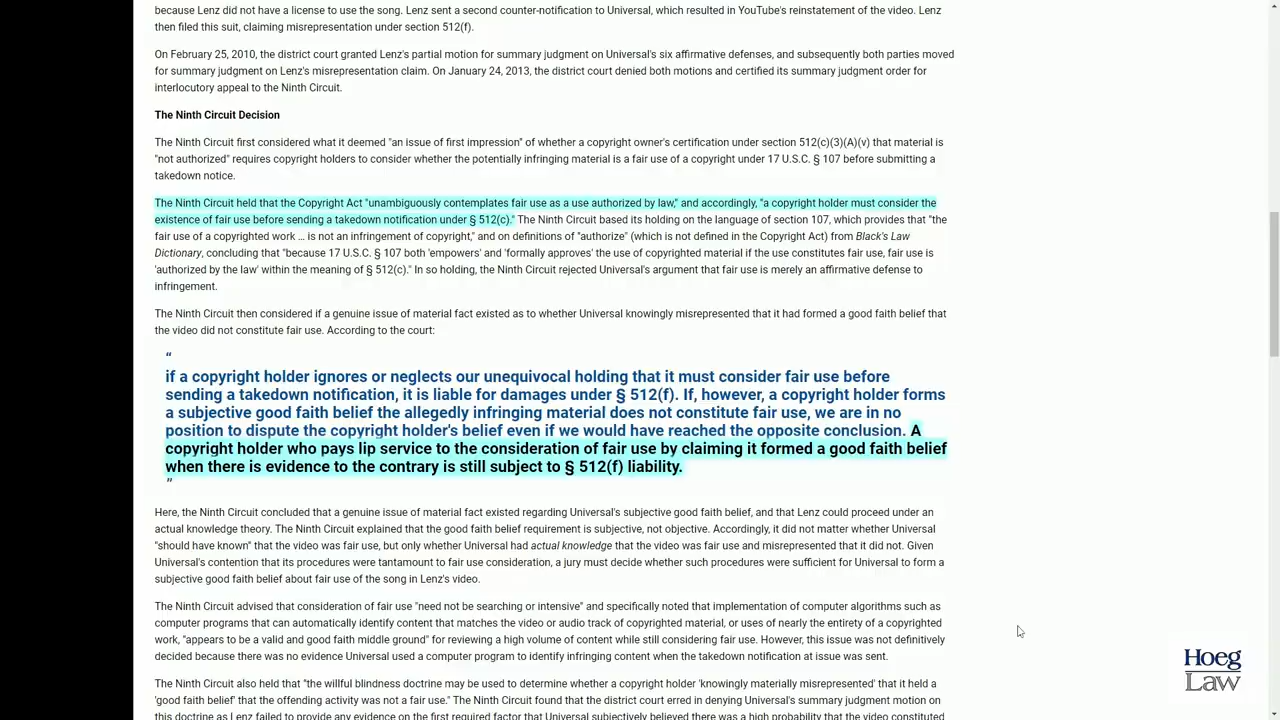 because Lenz did not have a license to use the song. Lenz sent a second counter-notification to Universal, which resulted in YouTube's reinstatement of the video. Lenz
then filed this suit, claiming misrepresentation under section 512(f).
On February 25, 2010, the district court granted Lenz's partial motion for summary judgment on Universal's six affirmative defenses, and subsequently both parties moved
for summary judgment on Lenz's misrepresentation claim. On January 24, 2013, the district court denied both motions and certified its summary judgment order for
interlocutory appeal to the Ninth Circuit.
The Ninth Circuit Decision
The Ninth Circuit first considered what it deemed "an issue of first impression" of whether a copyright owner's certification under section 512(c)(3)(A)(v) that material is
"not authorized" requires copyright holders to consider whether the potentially infringing material is a fair use of a copyright under 17 U.S.C. § 107 before submitting a
takedown notice.
The Ninth Circuit held that the Copyright Act "unambiguously contemplates fair use as a use authorized by law," and accordingly, "a copyright holder must consider the
existence of fair use before sending a takedown notification under § 512(c)." The Ninth Circuit based its holding on the language of section 107, which provides that "the
fair use of a copyrighted work … is not an infringement of copyright," and on definitions of "authorize" (which is not defined in the Copyright Act) from Black's Law
Dictionary, concluding that "because 17 U.S.C. § 107 both 'empowers' and 'formally approves' the use of copyrighted material if the use constitutes fair use, fair use is
'authorized by the law' within the meaning of § 512(c)." In so holding, the Ninth Circuit rejected Universal's argument that fair use is merely an affirmative defense to
infringement.
The Ninth Circuit then considered if a genuine issue of material fact existed as to whether Universal knowingly misrepresented that it had formed a good faith belief that
the video did not constitute fair use. According to the court:
“
if a copyright holder ignores or neglects our unequivocal holding that it must consider fair use before
sending a takedown notification, it is liable for damages under § 512(f). If, however, a copyright holder forms
a subjective good faith belief the allegedly infringing material does not constitute fair use, we are in no
position to dispute the copyright holder's belief even if we would have reached the opposite conclusion. A
copyright holder who pays lip service to the consideration of fair use by claiming it formed a good faith belief
when there is evidence to the contrary is still subject to § 512(f) liability.
”
Here, the Ninth Circuit concluded that a genuine issue of material fact existed regarding Universal's subjective good faith belief, and that Lenz could proceed under an
actual knowledge theory. The Ninth Circuit explained that the good faith belief requirement is subjective, not objective. Accordingly, it did not matter whether Universal
"should have known" that the video was fair use, but only whether Universal had actual knowledge that the video was fair use and misrepresented that it did not. Given
Universal's contention that its procedures were tantamount to fair use consideration, a jury must decide whether such procedures were sufficient for Universal to form a
subjective good faith belief about fair use of the song in Lenz's video.
The Ninth Circuit advised that consideration of fair use "need not be searching or intensive" and specifically noted that implementation of computer algorithms such as
computer programs that can automatically identify content that matches the video or audio track of copyrighted material, or uses of nearly the entirety of a copyrighted
work, "appears to be a valid and good faith middle ground" for reviewing a high volume of content while still considering fair use. However, this issue was not definitively
decided because there was no evidence Universal used a computer program to identify infringing content when the takedown notification at issue was sent.
The Ninth Circuit also held that "the willful blindness doctrine may be used to determine whether a copyright holder 'knowingly materially misrepresented' that it held a
'good faith belief' that the offending activity was not a fair use." The Ninth Circuit found that the district court erred in denying Universal's summary judgment motion on
this doctrine as Lenz failed to provide any evidence on the first required factor that Universal subjectively believed there was a high probability that the video constituted
Hoeg
Law